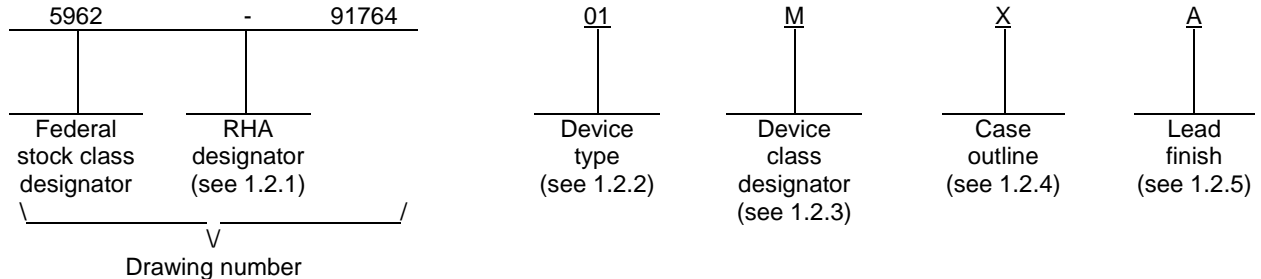 5962 - 91764 01 M X A
Federal stock class designator
RHA designator (see 1.2.1)
Device type (see 1.2.2)
Device class designator (see 1.2.3)
Case outline (see 1.2.4)
Lead finish (see 1.2.5)
Drawing number